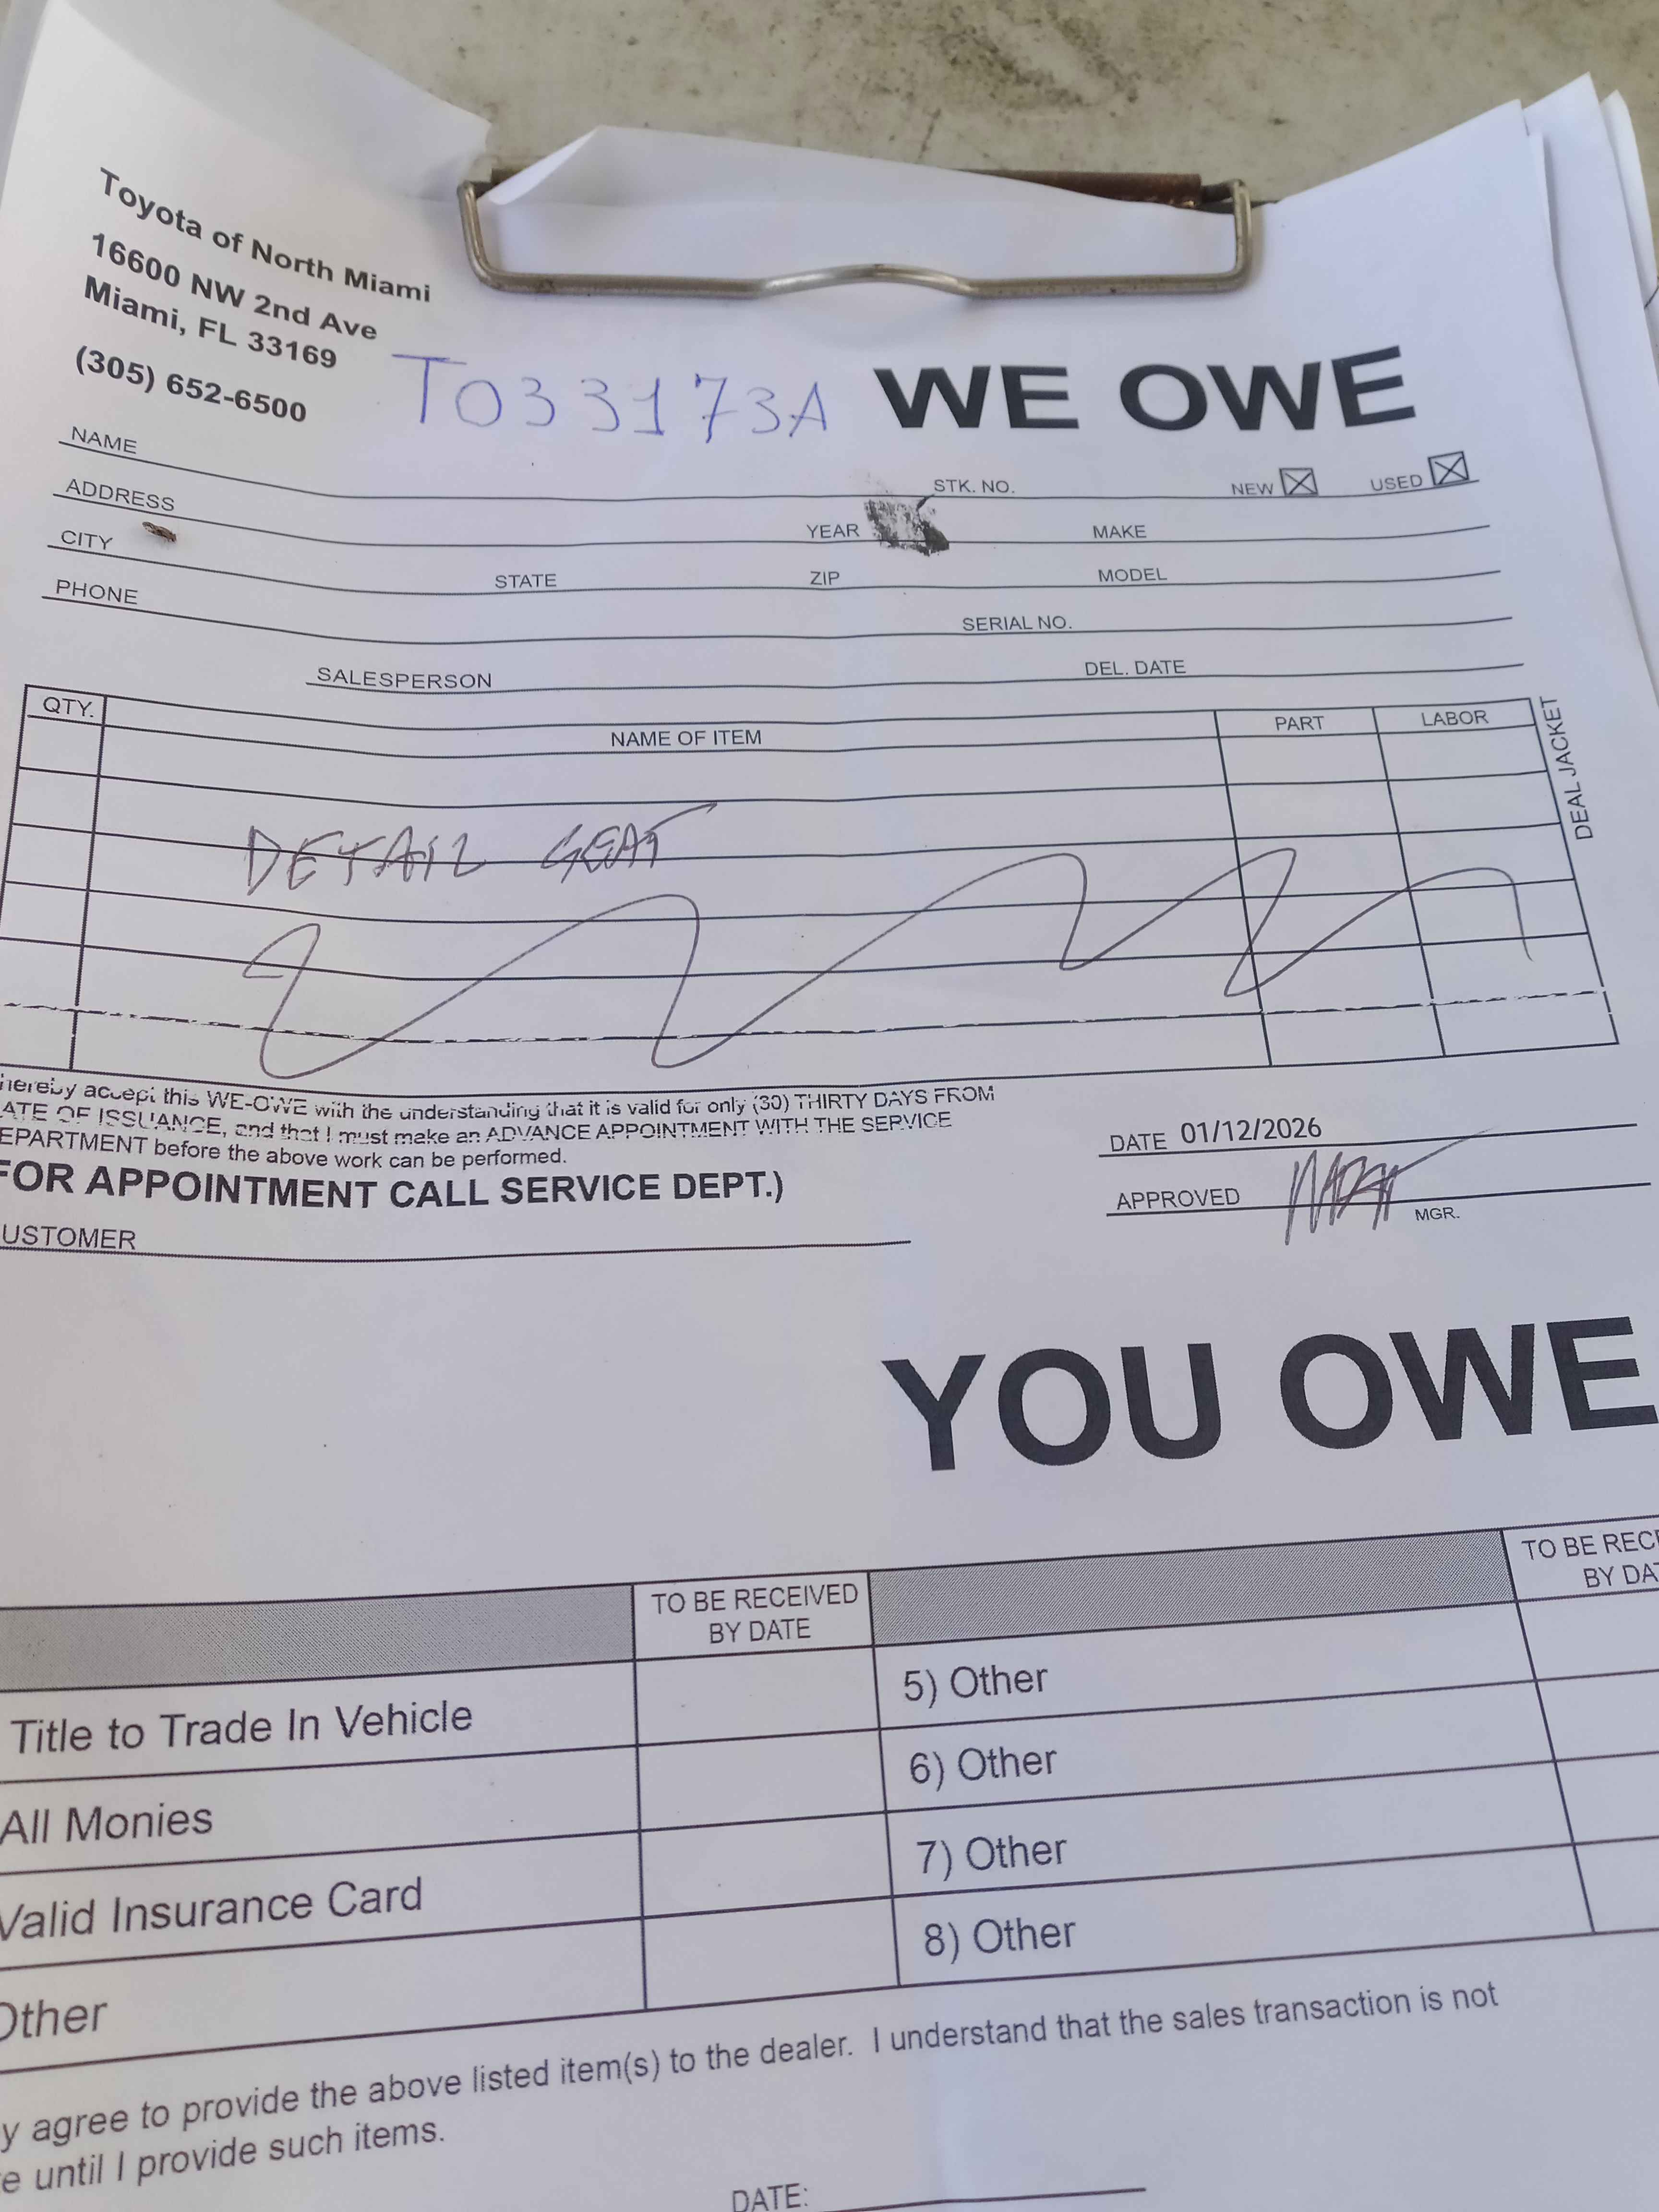 Toyota of North Miami
16600 NW 2nd Ave
Miami, FL 33169
(305) 652-6500
T033173A
WE OWE
NAME
STK. NO.
NEW
USED
ADDRESS
YEAR
MAKE
CITY
STATE
ZIP
MODEL
PHONE
SERIAL NO.
SALESPERSON
DEL. DATE
QTY.
NAME OF ITEM
PART
LABOR
DEAL JACKET
DETAIL SEAT
hereby accept this WE-OWE with the understanding that it is valid for only (30) THIRTY DAYS FROM
ATE OF ISSUANCE, and that I must make an ADVANCE APPOINTMENT WITH THE SERVICE
EPARTMENT before the above work can be performed.
FOR APPOINTMENT CALL SERVICE DEPT.)
DATE 01/12/2026
APPROVED
MGR.
USTOMER
YOU OWE
TO BE RECEIVED
BY DATE
TO BE RECE
BY DA
Title to Trade In Vehicle
5) Other
All Monies
6) Other
Valid Insurance Card
7) Other
Other
8) Other
y agree to provide the above listed item(s) to the dealer. I understand that the sales transaction is not
e until I provide such items.
DATE: